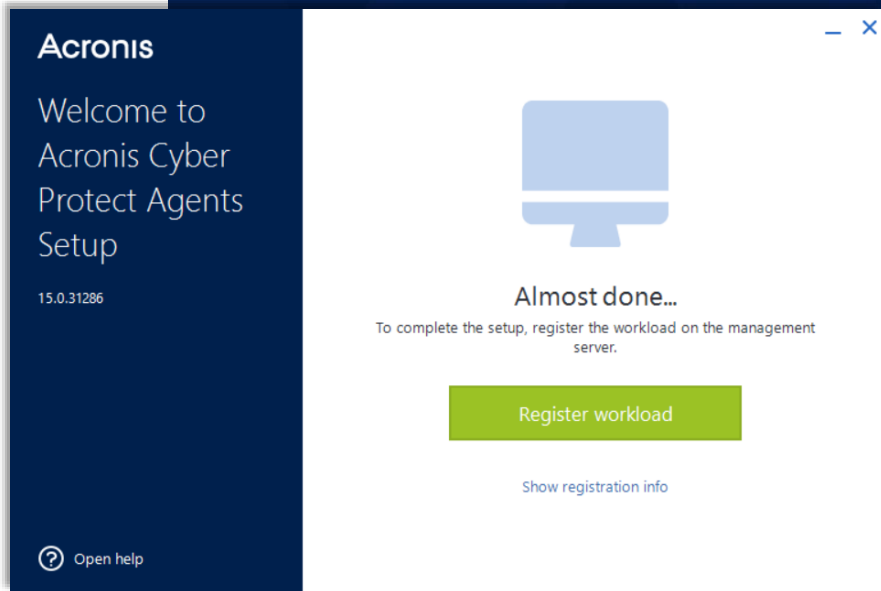 Acronis
Welcome to
Acronis Cyber
Protect Agents
Setup
15.0.31286
Almost done...
To complete the setup, register the workload on the management
server.
Register workload
Show registration info
? Open help